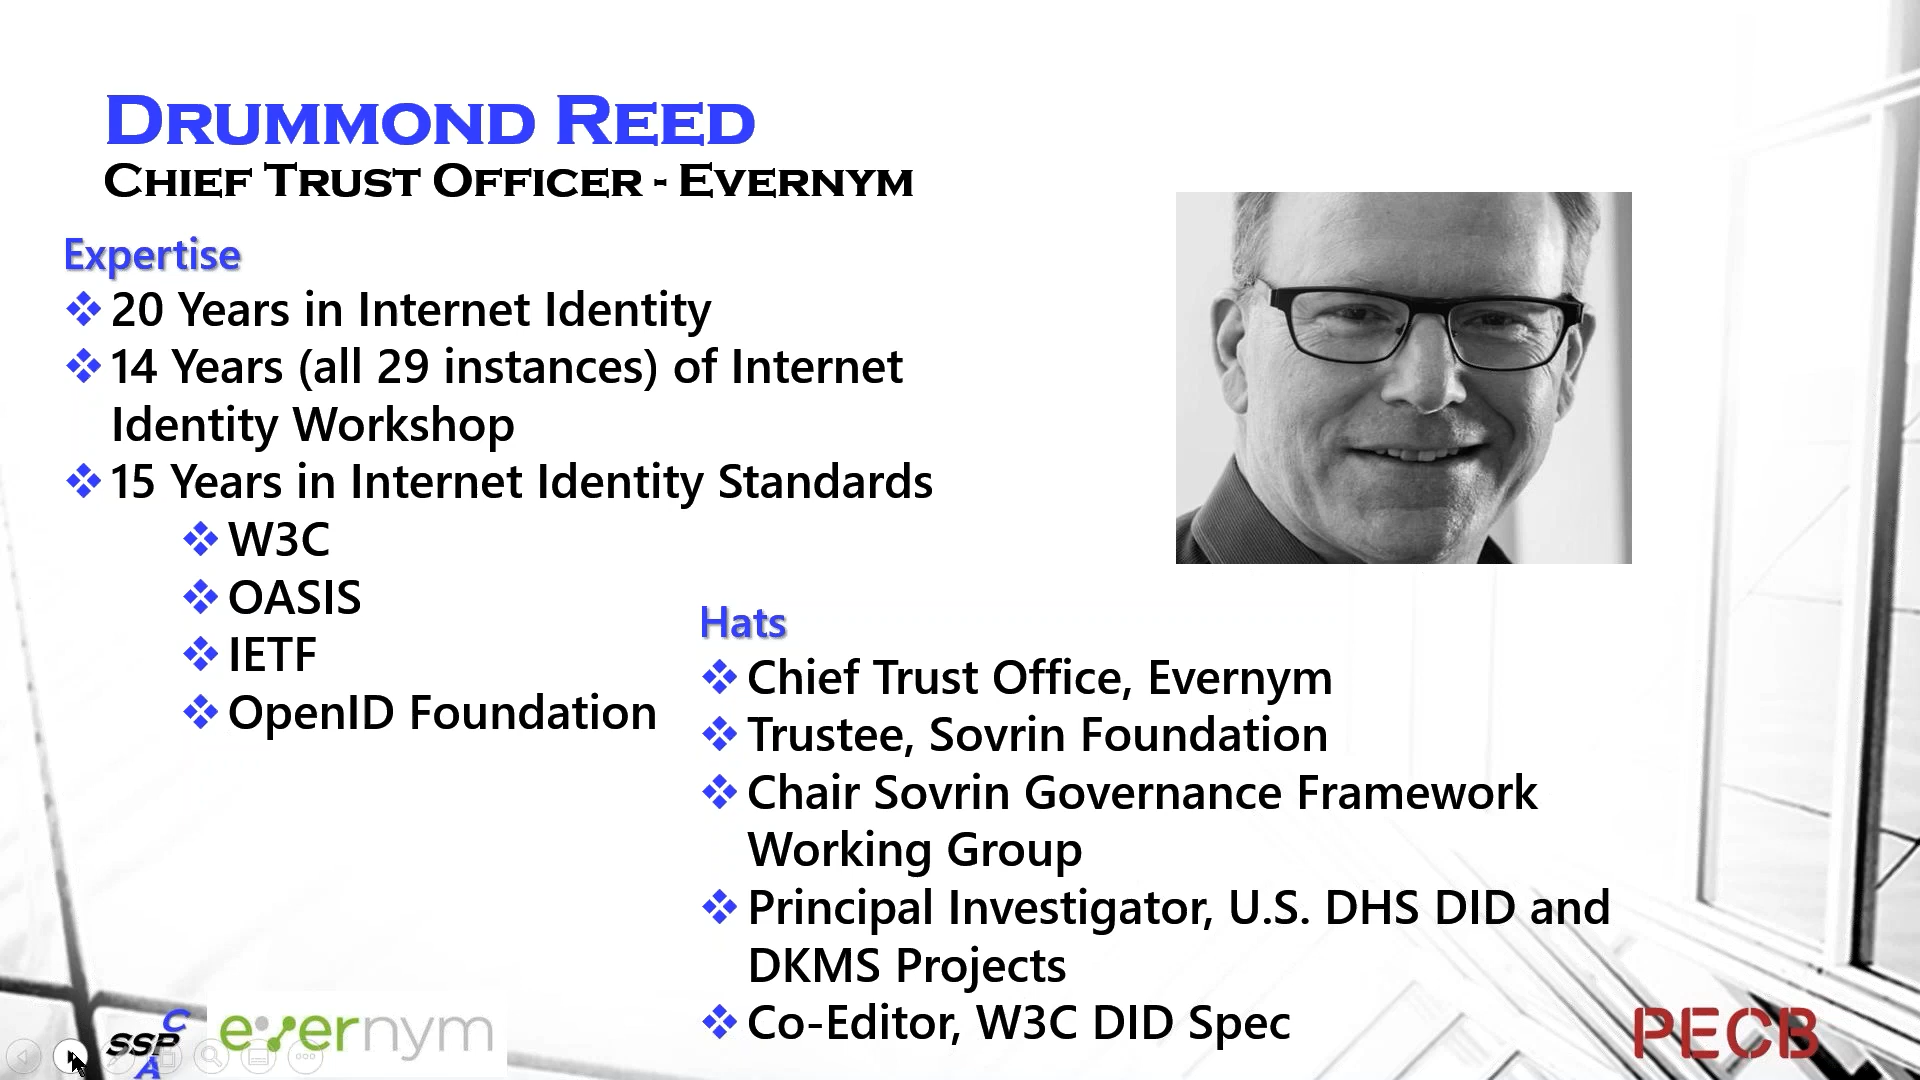 DRUMMOND REED
CHIEF TRUST OFFICER - EVERNYM
Expertise
20 Years in Internet Identity
14 Years (all 29 instances) of Internet
Identity Workshop
15 Years in Internet Identity Standards
W3C
OASIS
IETF
OpenID Foundation
Hats
Chief Trust Office, Evernym
Trustee, Sovrin Foundation
Chair Sovrin Governance Framework
Working Group
Principal Investigator, U.S. DHS DID and
DKMS Projects
Co-Editor, W3C DID Spec
C
SSP
A
evernym
PECB